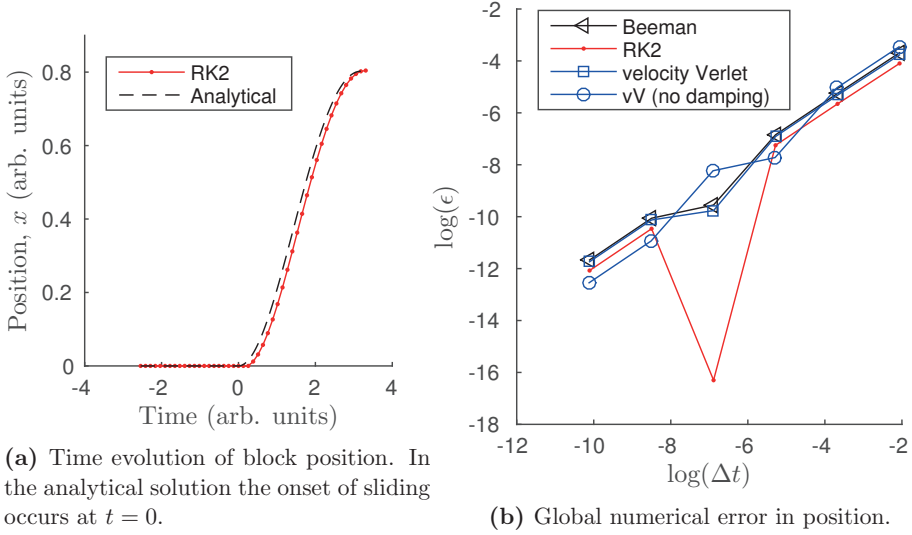 RK2
Analytical
0.8
0.6
0.4
0.2
0
Position, x (arb. units)
-4
-2
0
2
4
Time (arb. units)
(a) Time evolution of block position. In
the analytical solution the onset of sliding
occurs at t = 0.
Beeman
RK2
velocity Verlet
vV (no damping)
-2
-4
-6
-8
-10
-12
-14
-16
-18
log(ϵ)
-12
-10
-8
-6
-4
-2
log(Δt)
(b) Global numerical error in position.